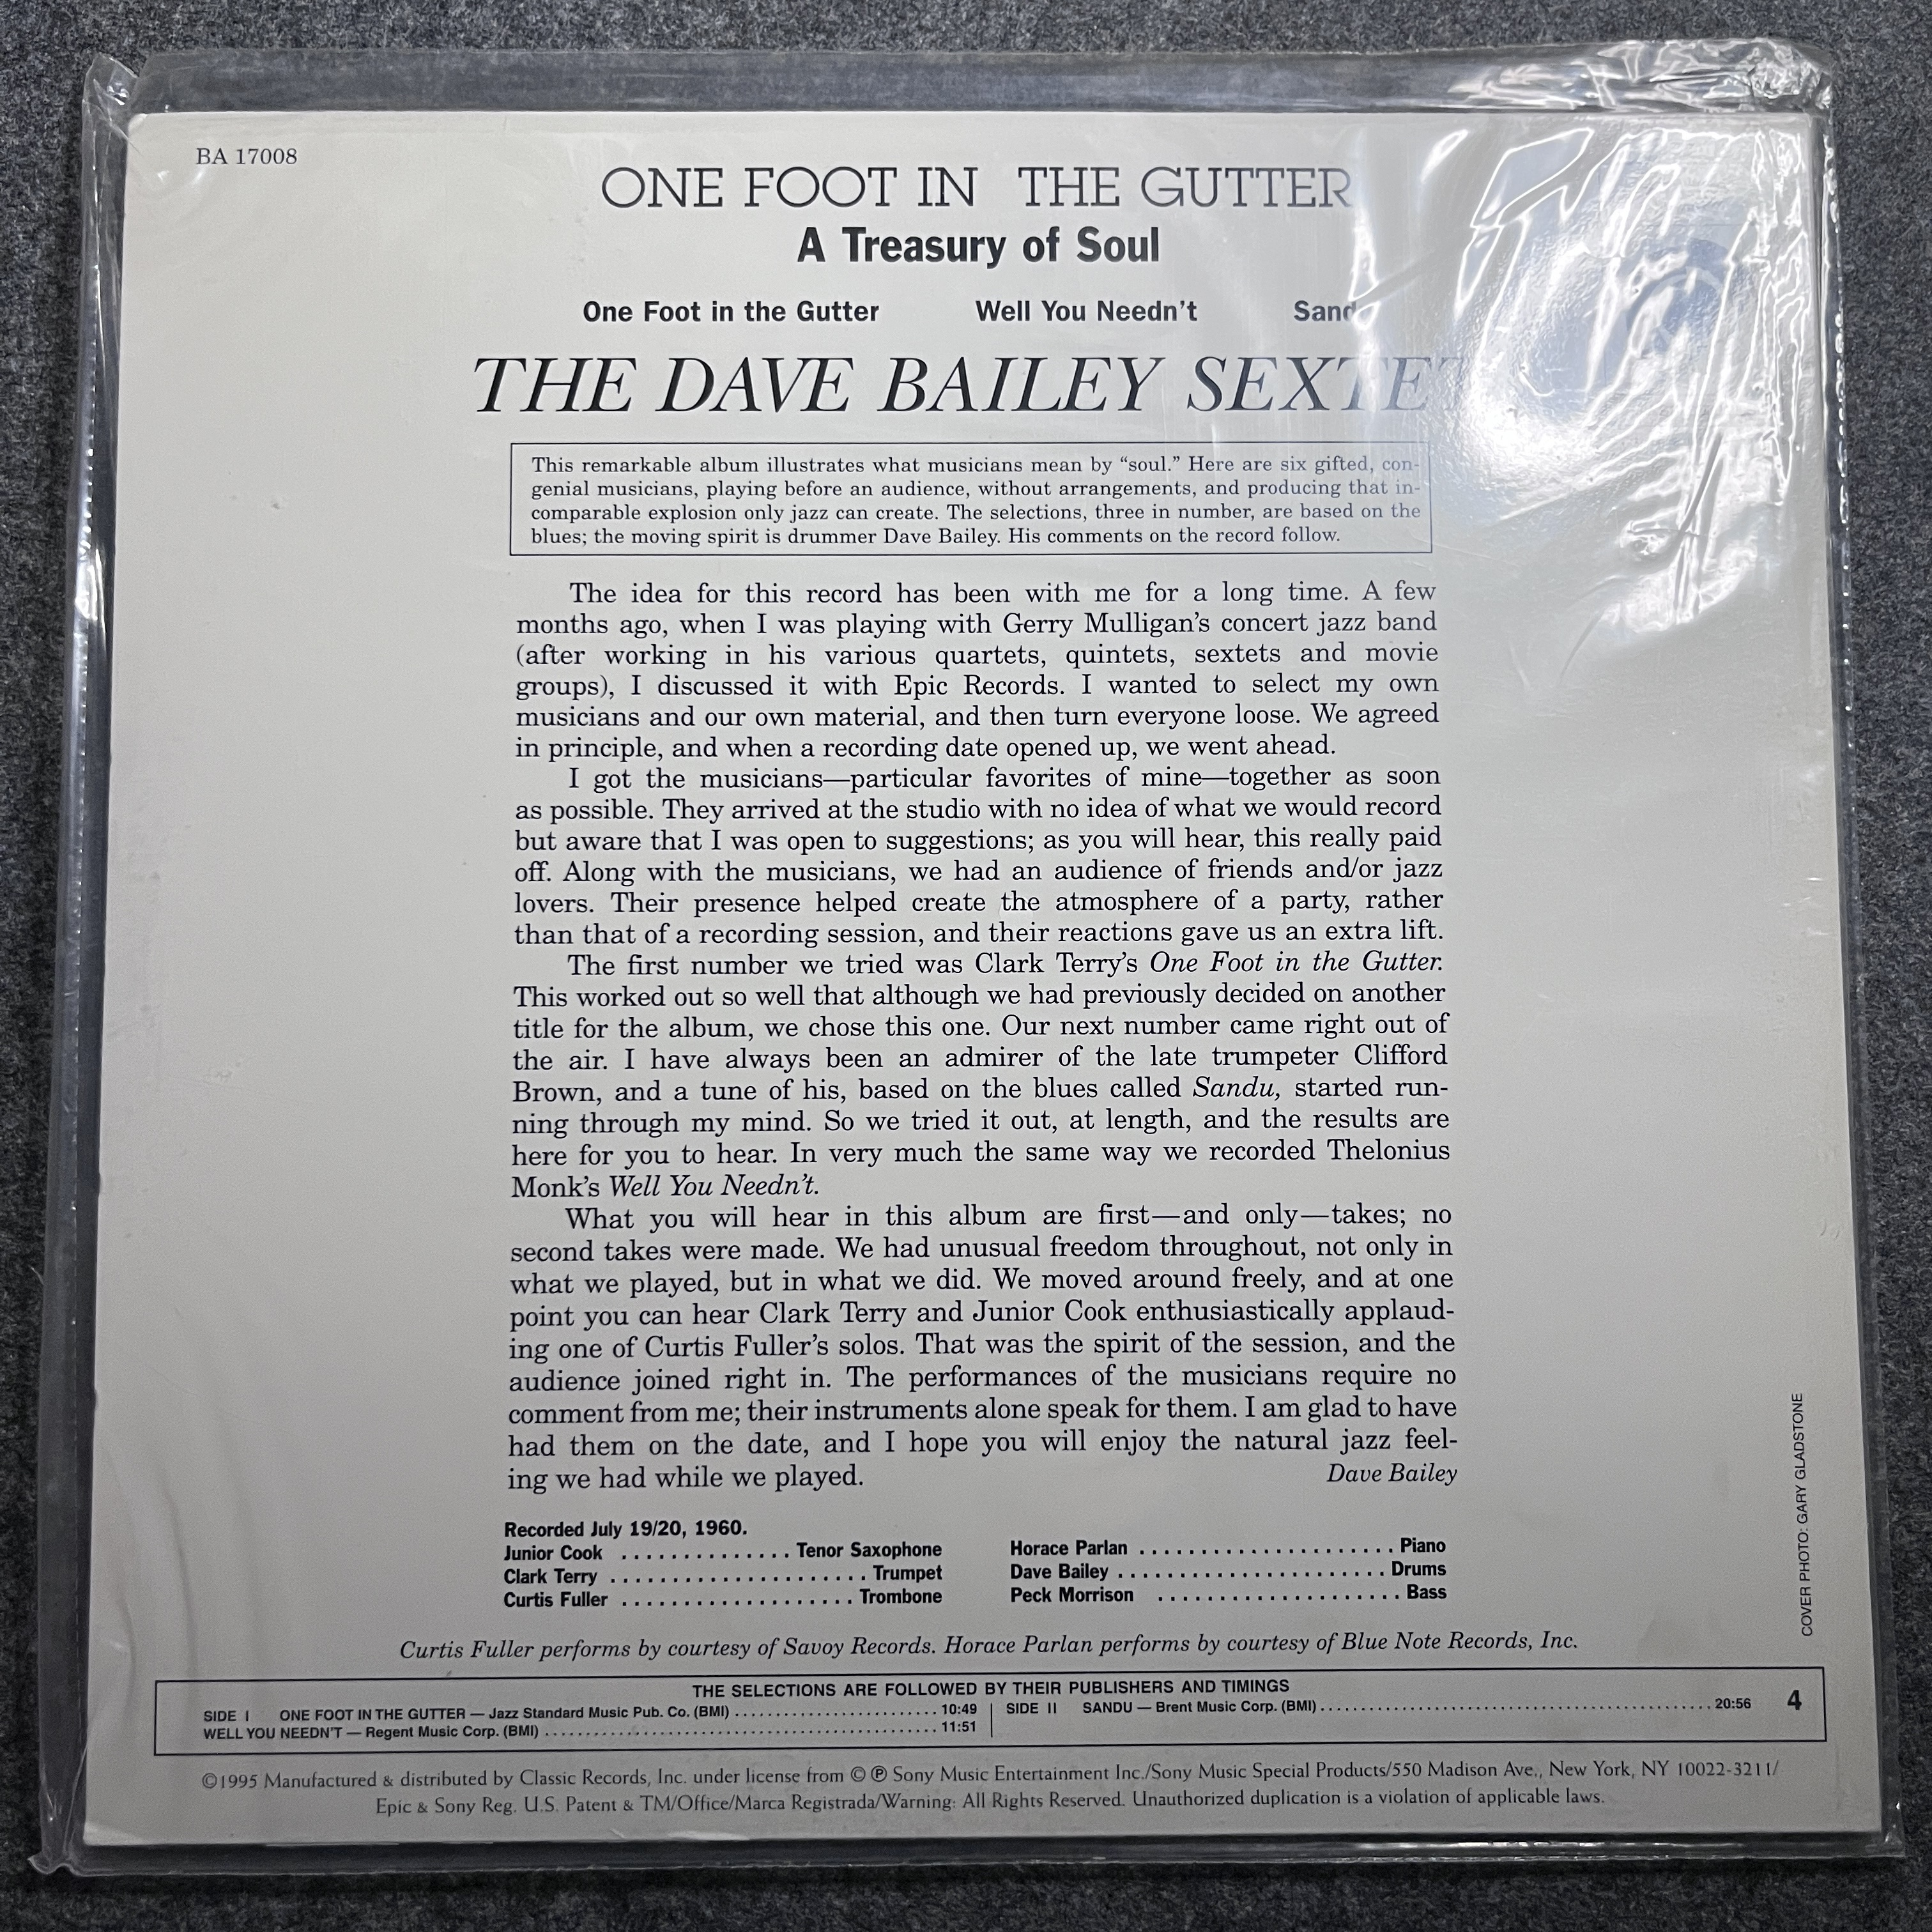 BA 17008
ONE FOOT IN THE GUTTER
A Treasury of Soul
One Foot in the Gutter Well You Needn't Sand
THE DAVE BAILEY SEXTET
This remarkable album illustrates what musicians mean by “soul.” Here are six gifted, con-
genial musicians, playing before an audience, without arrangements, and producing that in-
comparable explosion only jazz can create. The selections, three in number, are based on the
blues; the moving spirit is drummer Dave Bailey. His comments on the record follow.
The idea for this record has been with me for a long time. A few
months ago, when I was playing with Gerry Mulligan's concert jazz band
(after working in his various quartets, quintets, sextets and movie
groups), I discussed it with Epic Records. I wanted to select my own
musicians and our own material, and then turn everyone loose. We agreed
in principle, and when a recording date opened up, we went ahead.
I got the musicians—particular favorites of mine—together as soon
as possible. They arrived at the studio with no idea of what we would record
but aware that I was open to suggestions; as you will hear, this really paid
off. Along with the musicians, we had an audience of friends and/or jazz
lovers. Their presence helped create the atmosphere of a party, rather
than that of a recording session, and their reactions gave us an extra lift.
The first number we tried was Clark Terry's One Foot in the Gutter.
This worked out so well that although we had previously decided on another
title for the album, we chose this one. Our next number came right out of
the air. I have always been an admirer of the late trumpeter Clifford
Brown, and a tune of his, based on the blues called Sandu, started run-
ning through my mind. So we tried it out, at length, and the results are
here for you to hear. In very much the same way we recorded Thelonius
Monk's Well You Needn't.
What you will hear in this album are first—and only—takes; no
second takes were made. We had unusual freedom throughout, not only in
what we played, but in what we did. We moved around freely, and at one
point you can hear Clark Terry and Junior Cook enthusiastically applaud-
ing one of Curtis Fuller's solos. That was the spirit of the session, and the
audience joined right in. The performances of the musicians require no
comment from me; their instruments alone speak for them. I am glad to have
had them on the date, and I hope you will enjoy the natural jazz feel-
ing we had while we played. Dave Bailey
Recorded July 19/20, 1960.
Junior Cook . . . . . . . . . . . . . Tenor Saxophone
Clark Terry . . . . . . . . . . . . . . . . . . . . Trumpet
Curtis Fuller . . . . . . . . . . . . . . . . . . Trombone
Horace Parlan . . . . . . . . . . . . . . . . . . . . Piano
Dave Bailey . . . . . . . . . . . . . . . . . . . . . Drums
Peck Morrison . . . . . . . . . . . . . . . . . . . Bass
Curtis Fuller performs by courtesy of Savoy Records. Horace Parlan performs by courtesy of Blue Note Records, Inc.
COVER PHOTO: GARY GLADSTONE
THE SELECTIONS ARE FOLLOWED BY THEIR PUBLISHERS AND TIMINGS
SIDE I ONE FOOT IN THE GUTTER — Jazz Standard Music Pub. Co. (BMI) . . . . . . . . . . 10:49
WELL YOU NEEDN'T — Regent Music Corp. (BMI) . . . . . . . . . . 11:51
SIDE II SANDU — Brent Music Corp. (BMI) . . . . . . . . . . 20:56
4
©1995 Manufactured & distributed by Classic Records, Inc. under license from © ℗ Sony Music Entertainment Inc./Sony Music Special Products/550 Madison Ave., New York, NY 10022-3211/
Epic & Sony Reg. U.S. Patent & TM/Office/Marca Registrada/Warning: All Rights Reserved. Unauthorized duplication is a violation of applicable laws.